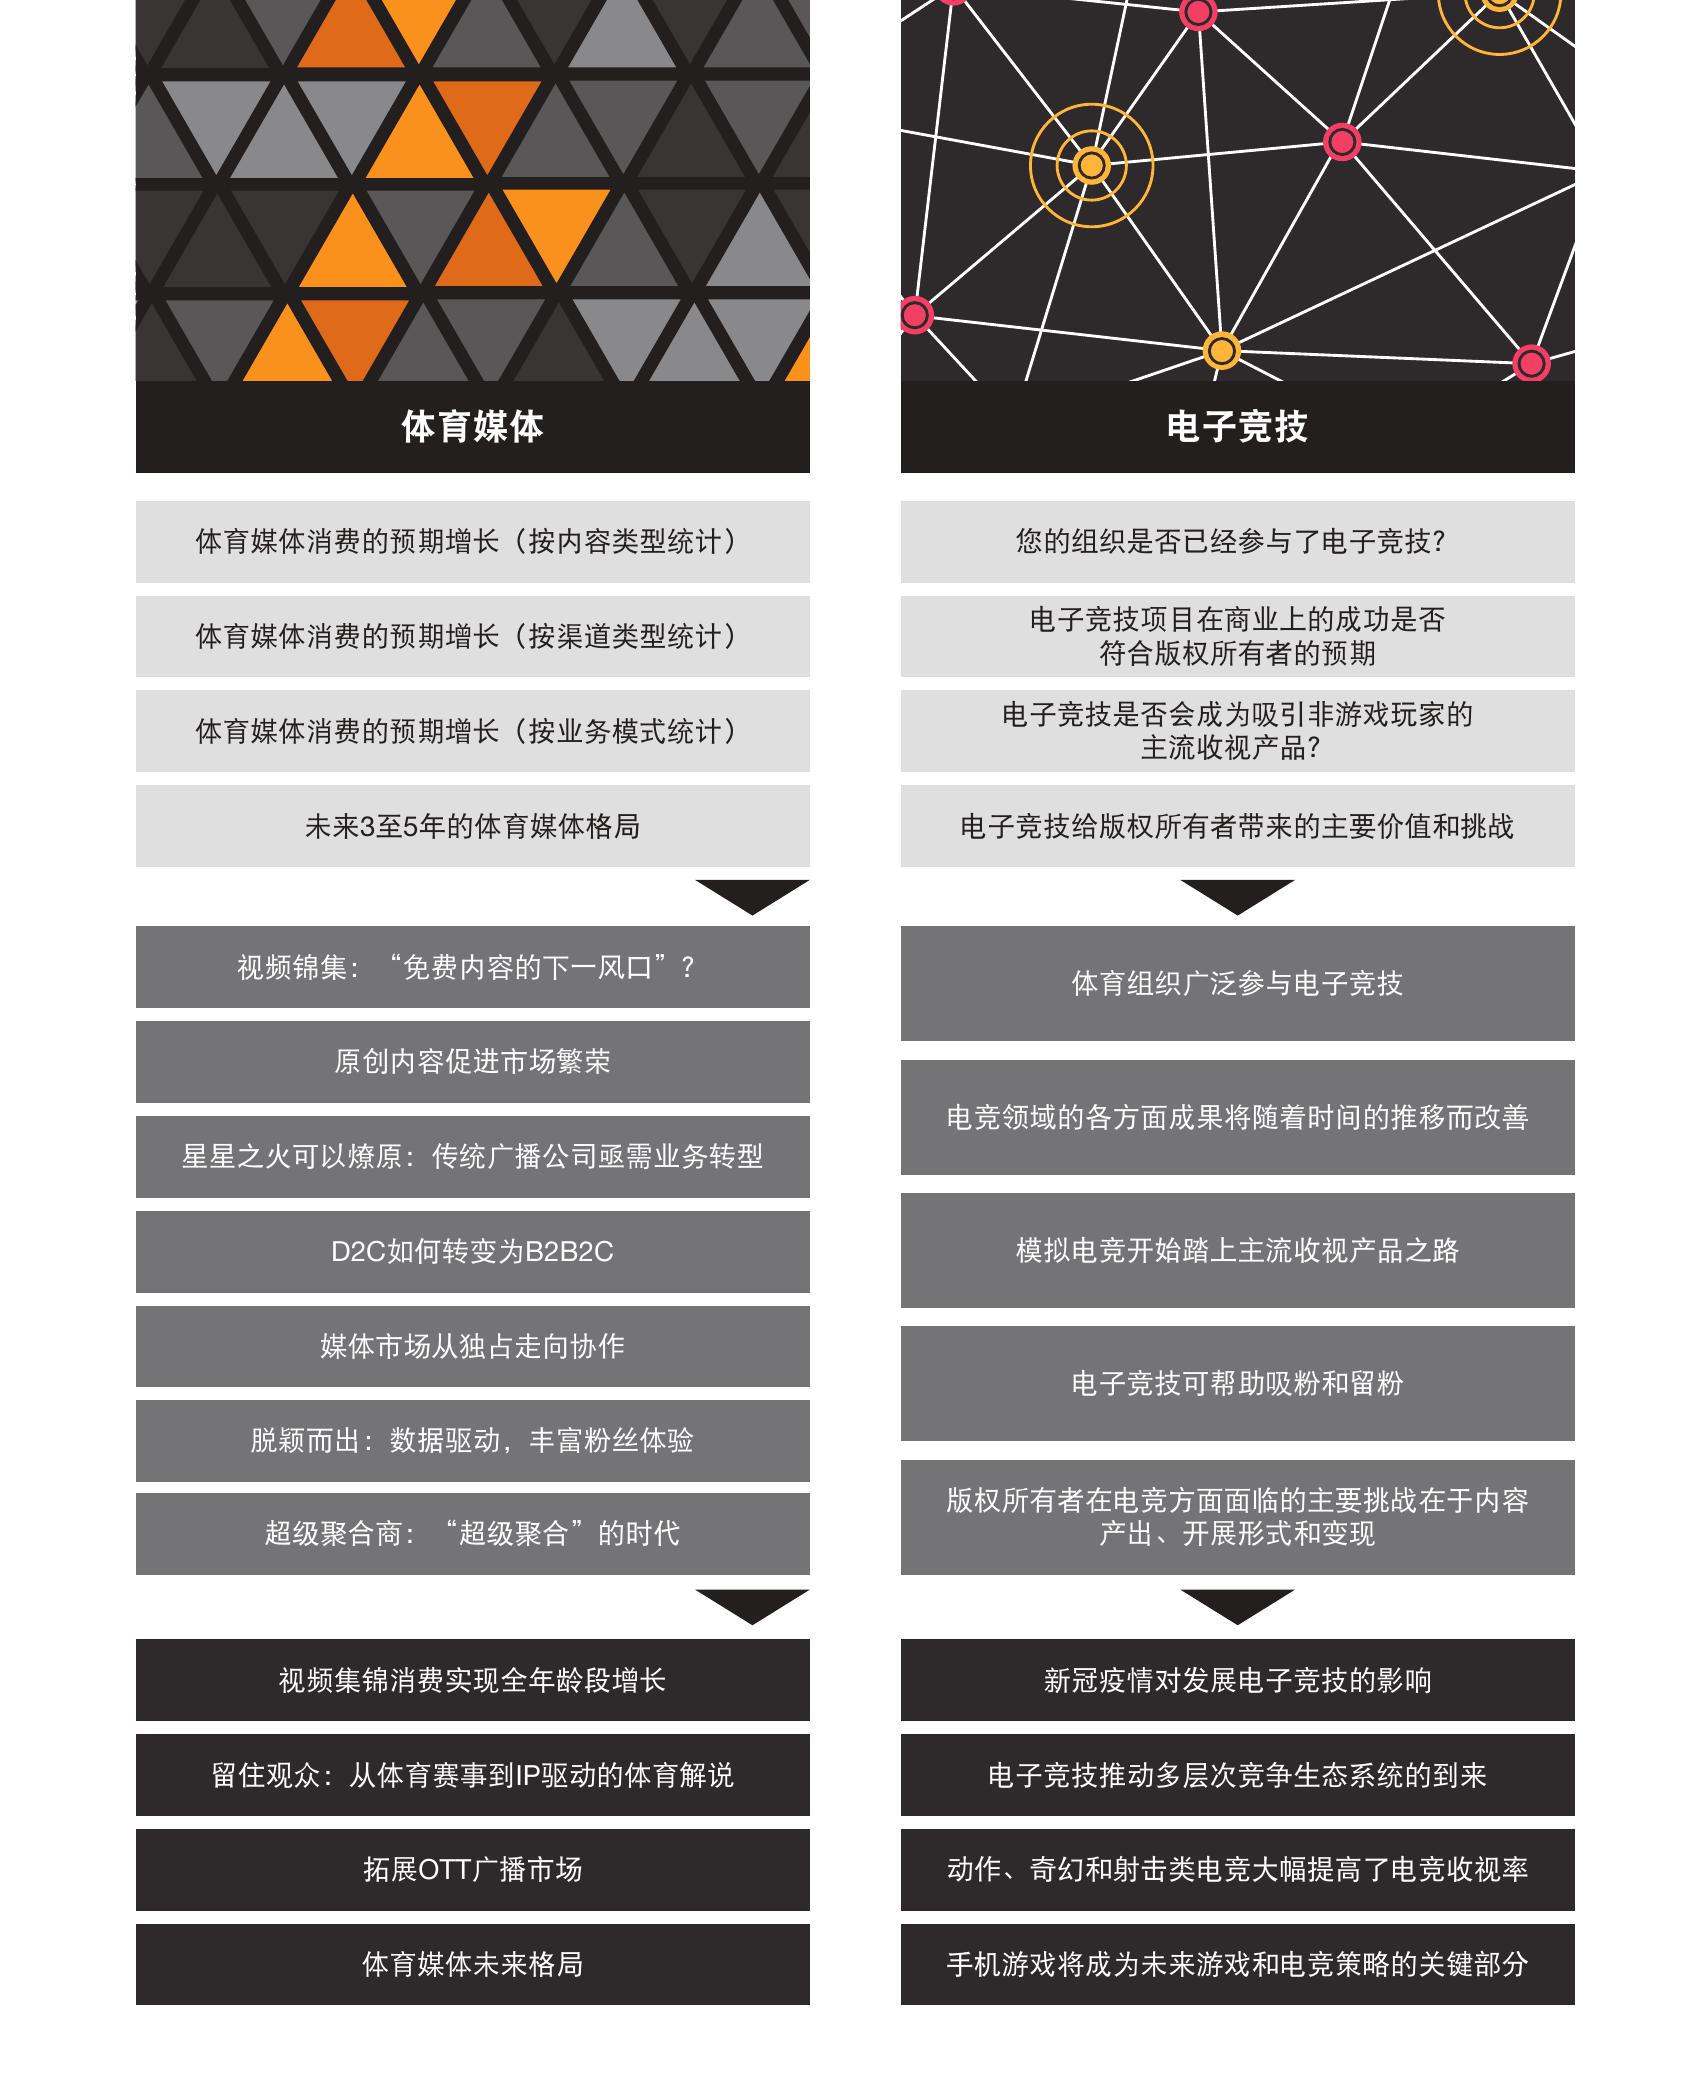 体育媒体
体育媒体消费的预期增长（按内容类型统计）
体育媒体消费的预期增长（按渠道类型统计）
体育媒体消费的预期增长（按业务模式统计）
未来3至5年的体育媒体格局
视频锦集：“免费内容的下一风口”？
原创内容促进市场繁荣
星星之火可以燎原：传统广播公司亟需业务转型
D2C如何转变为B2B2C
媒体市场从独占走向协作
脱颖而出：数据驱动，丰富粉丝体验
超级聚合商：“超级聚合”的时代
视频集锦消费实现全年龄段增长
留住观众：从体育赛事到IP驱动的体育解说
拓展OTT广播市场
体育媒体未来格局
电子竞技
您的组织是否已经参与了电子竞技？
电子竞技项目在商业上的成功是否
符合版权所有者的预期
电子竞技是否会成为吸引非游戏玩家的
主流收视产品？
电子竞技给版权所有者带来的主要价值和挑战
体育组织广泛参与电子竞技
电竞领域的各方面成果将随着时间的推移而改善
模拟电竞开始踏上主流收视产品之路
电子竞技可帮助吸粉和留粉
版权所有者在电竞方面面临的主要挑战在于内容
产出、开展形式和变现
新冠疫情对发展电子竞技的影响
电子竞技推动多层次竞争生态系统的到来
动作、奇幻和射击类电竞大幅提高了电竞收视率
手机游戏将成为未来游戏和电竞策略的关键部分